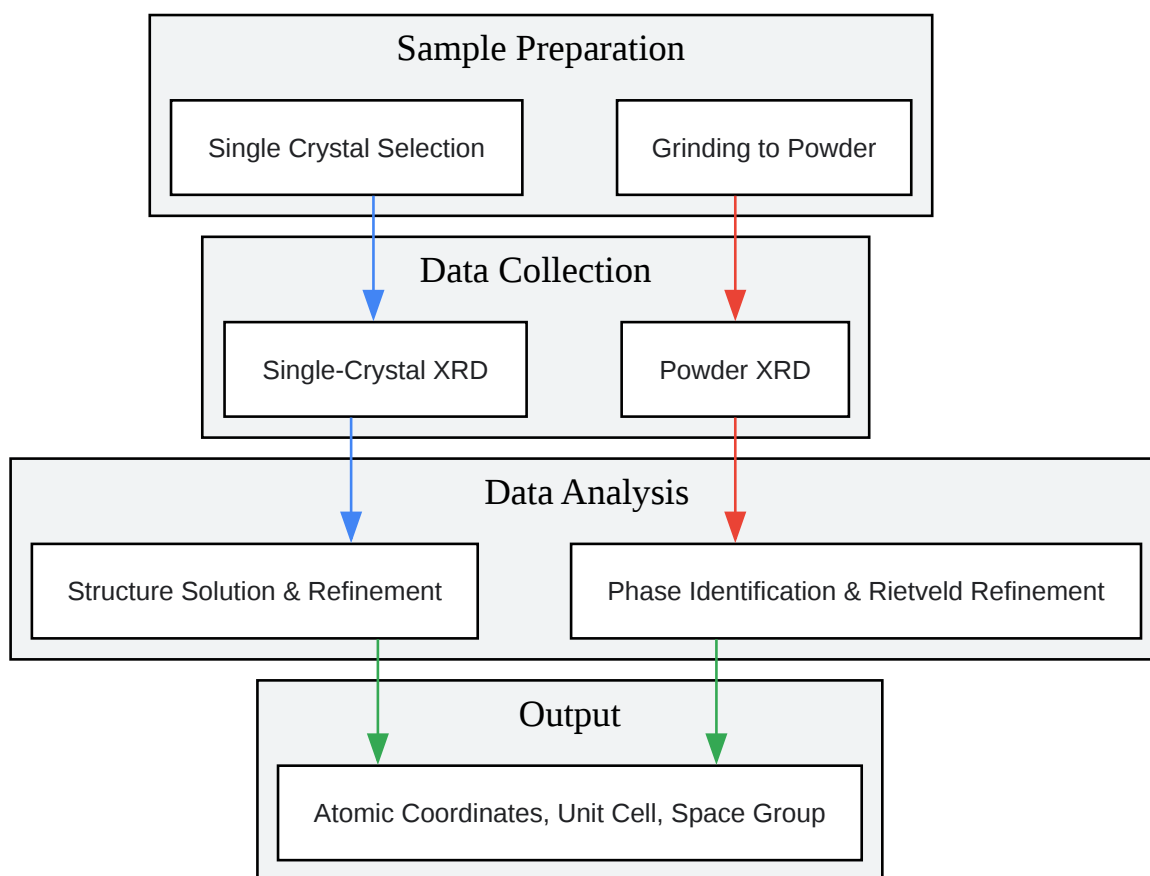 Sample Preparation
Single Crystal Selection
Grinding to Powder
Data Collection
Single-Crystal XRD
Powder XRD
Data Analysis
Structure Solution & Refinement
Phase Identification & Rietveld Refinement
Output
Atomic Coordinates, Unit Cell, Space Group